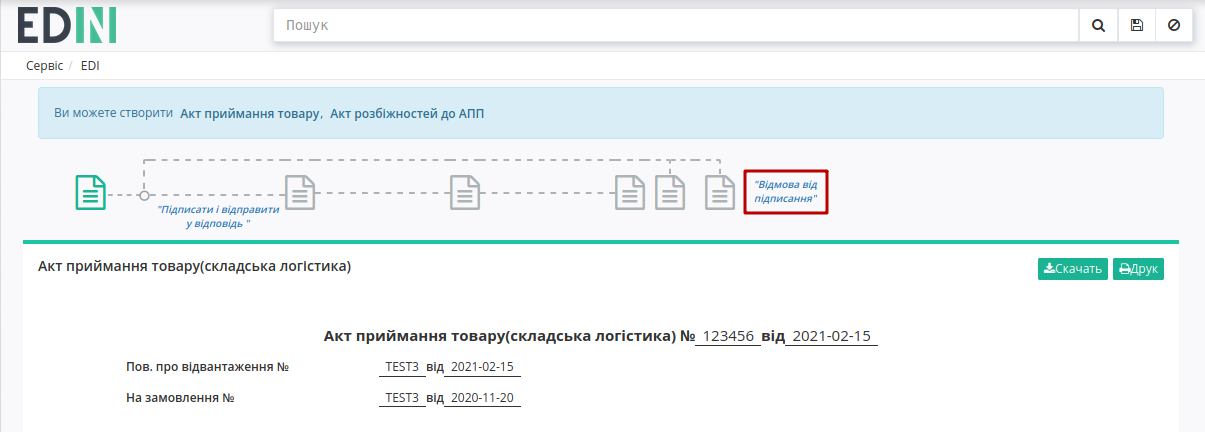 EDIN
Пошук
Сервіс / EDI
Ви можете створити Акт приймання товару, Акт розбіжностей до АПП
"Відмова від
підписання"
"Підписати і відправити
у відповідь "
Акт приймання товару(складська логістика)
Скачать Друк
Акт приймання товару(складська логістика) № 123456 від 2021-02-15
Пов. про відвантаження № TEST3 від 2021-02-15
На замовлення № TEST3 від 2020-11-20